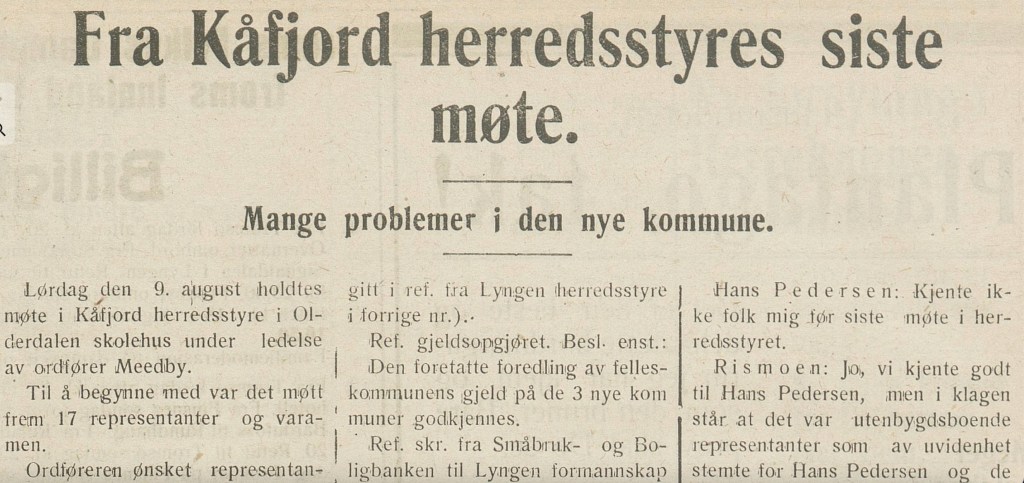 Fra Kåfjord herredsstyres siste
møte.
Mange problemer i den nye kommune.
Lørdag den 9. august holdtes
møte i Kåfjord herredsstyre i Ol-
derdalen skolehus under ledelse
av ordfører Meedby.
Til å begynne med var det møtt
frem 17 representanter og vara-
men.
Ordføreren ønsket representan-
gitt i ref. fra Lyngen herredsstyre
i forrige nr.).
Ref. gjeldsopgjøret. Besl. enst.:
Den foretatte foredling av felles-
kommunens gjeld på de 3 nye kom
muner godkjennes.
Ref. skr. fra Småbruk- og Bo-
ligbanken til Lyngen formannskap
Hans Pedersen: Kjente ik-
ke folk mig før siste møte i her-
redsstyret.
Rismoen: Jo, vi kjente godt
til Hans Pedersen, men i klagen
står at det var utenbygdsboende
representanter som av uvidenhet
stemte for Hans Pedersen og de